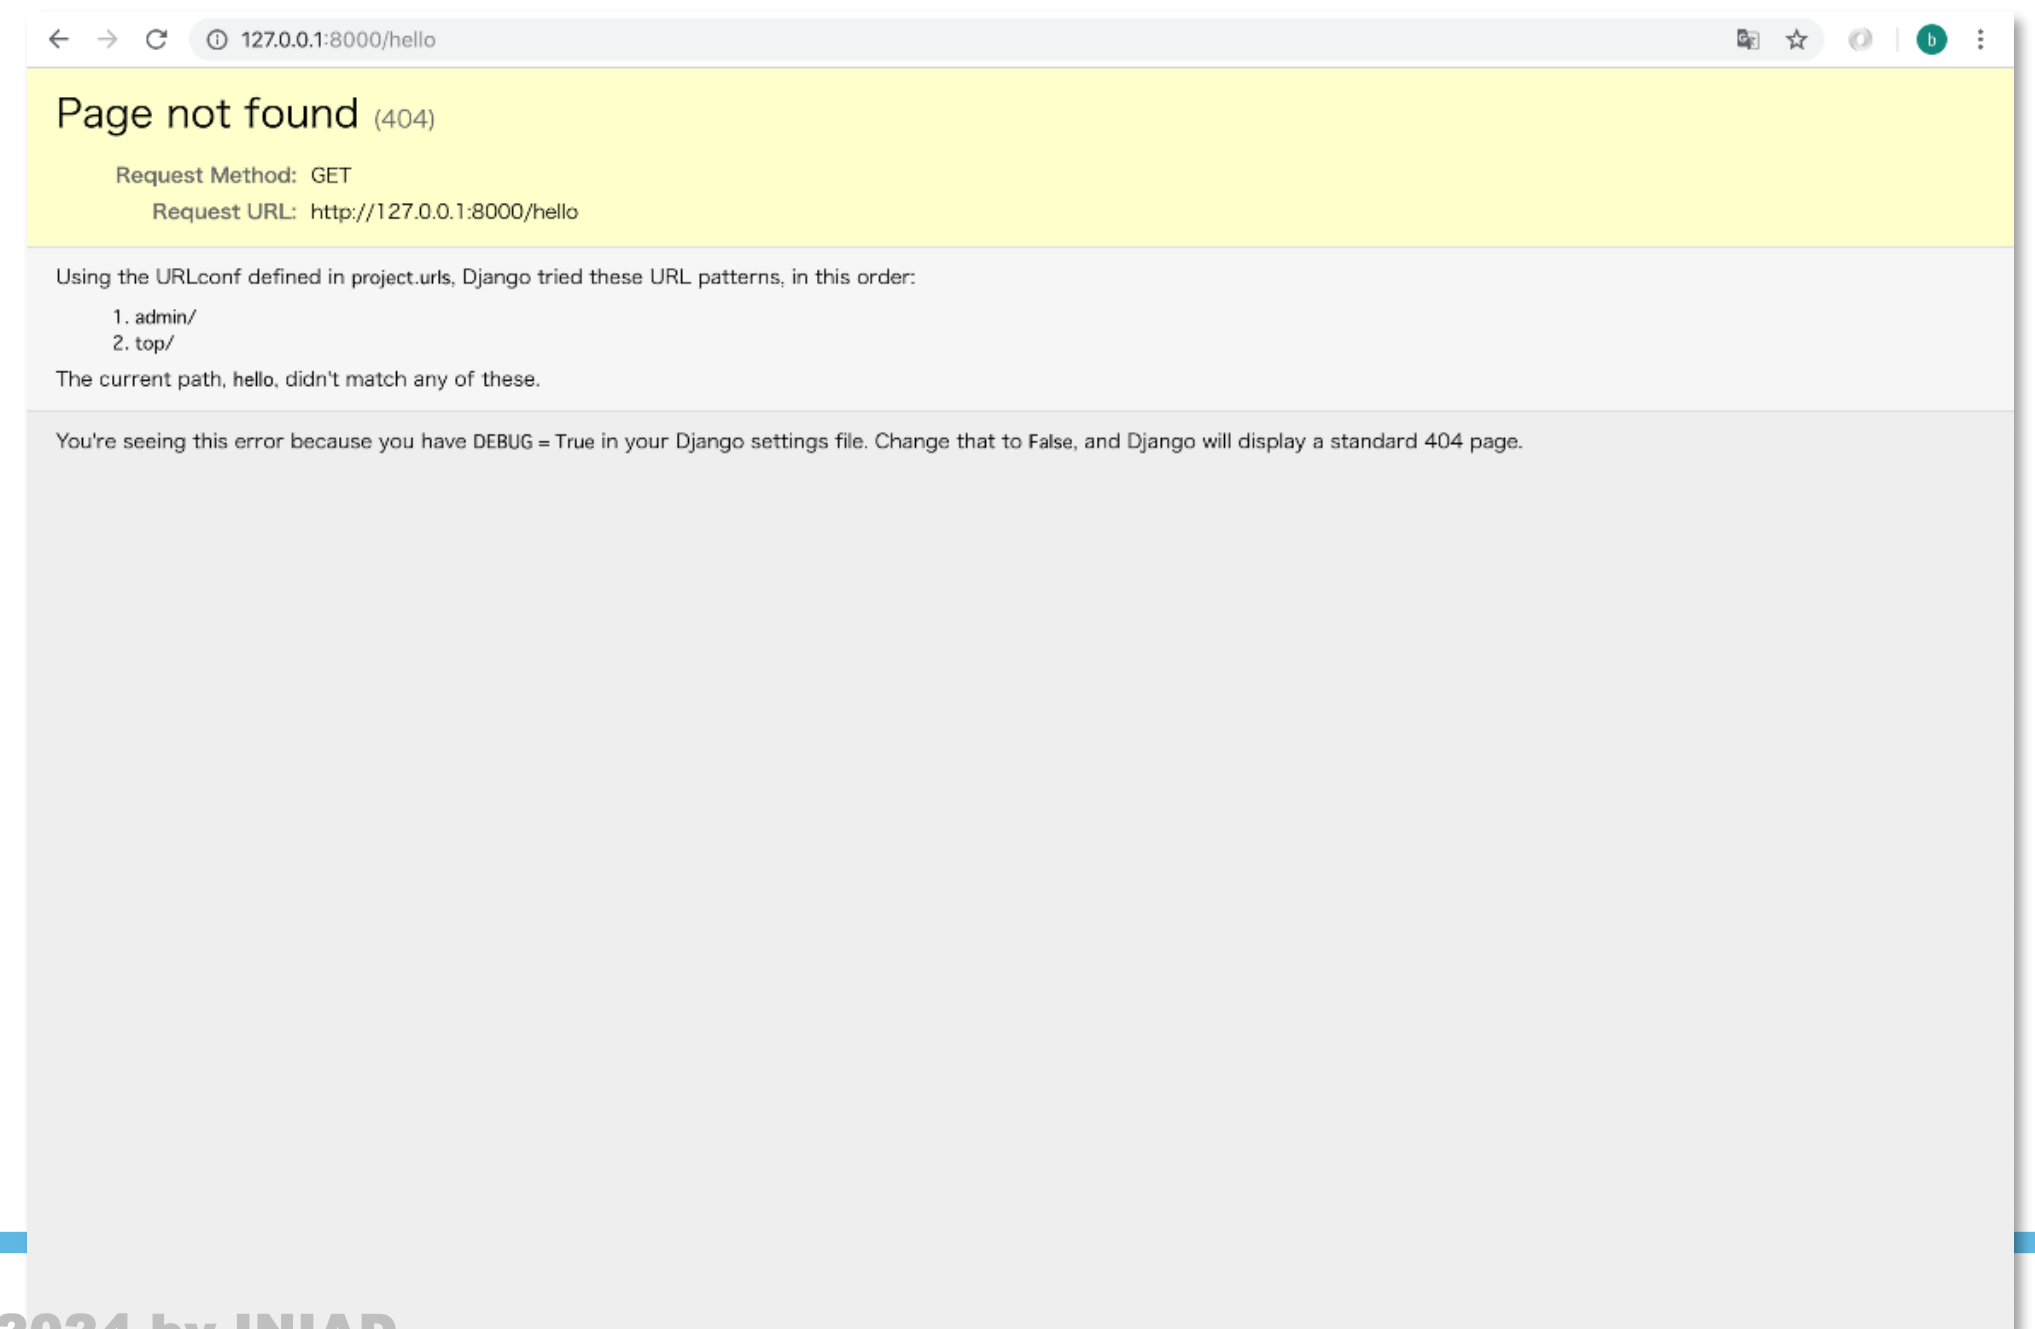 127.0.0.1:8000/hello
b
Page not found (404)
Request Method: GET
Request URL: http://127.0.0.1:8000/hello
Using the URLconf defined in project.urls, Django tried these URL patterns, in this order:
1. admin/
2. top/
The current path, hello, didn't match any of these.
You're seeing this error because you have DEBUG = True in your Django settings file. Change that to False, and Django will display a standard 404 page.
2024 by INIAD